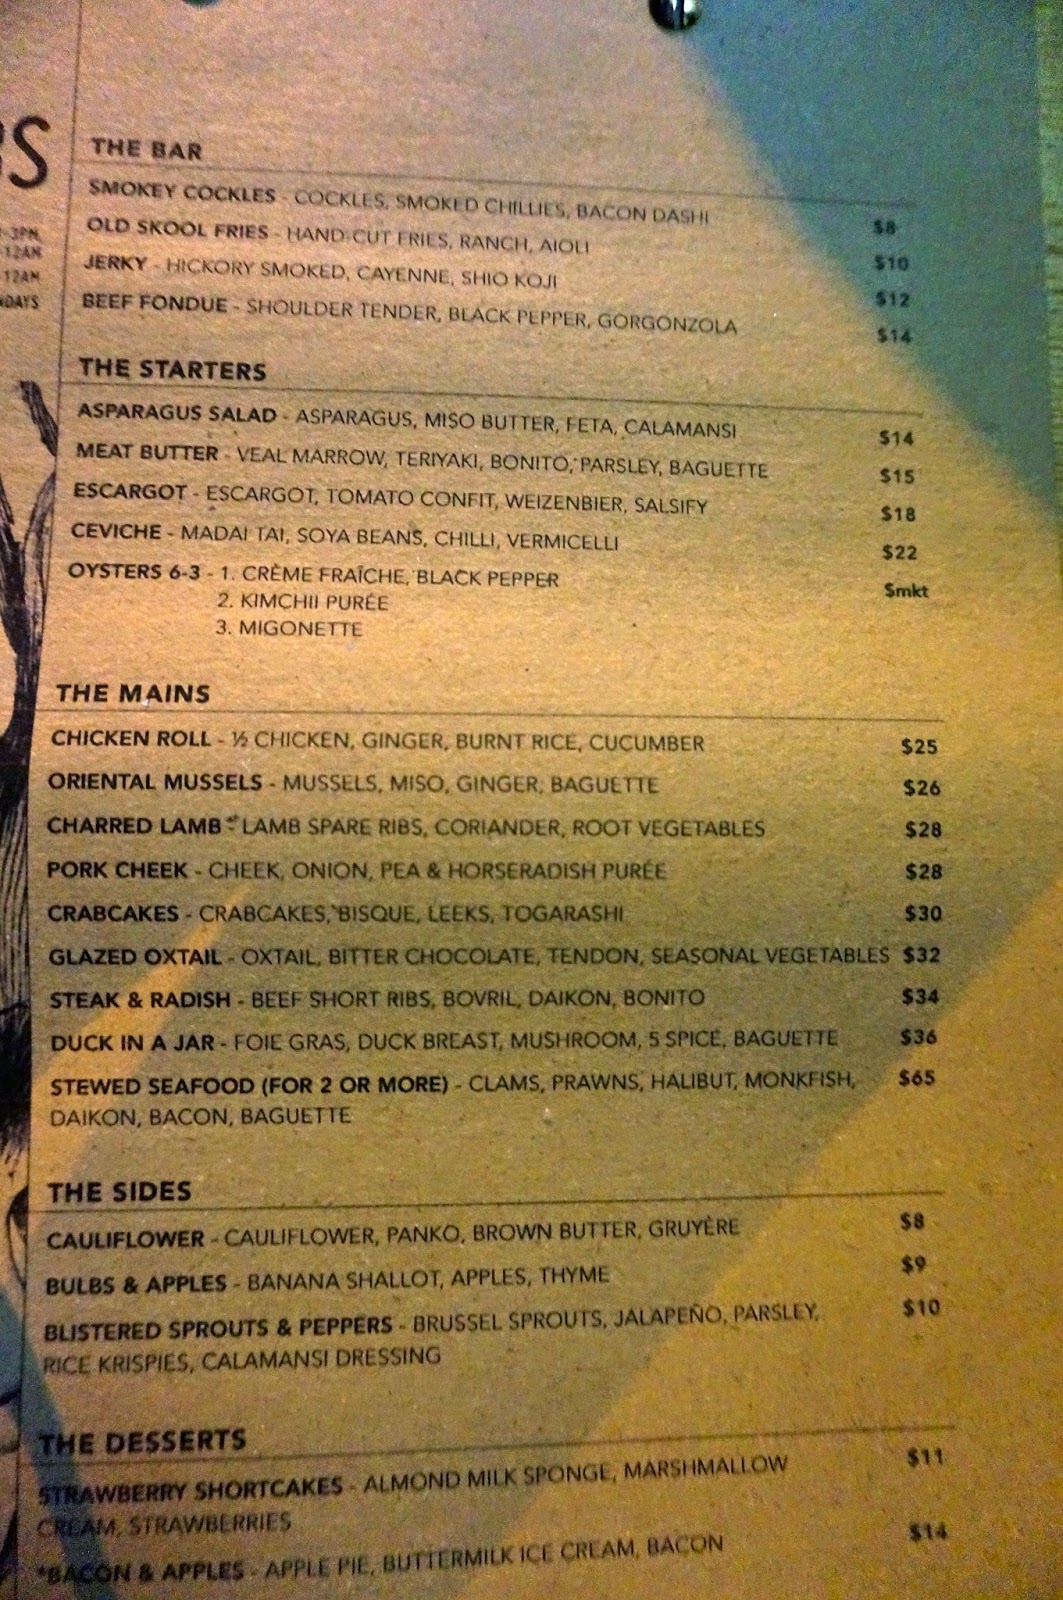 THE BAR
SMOKEY COCKLES - COCKLES, SMOKED CHILLIES, BACON DASHI $8
OLD SKOOL FRIES - HAND-CUT FRIES, RANCH, AIOLI $10
JERKY - HICKORY SMOKED, CAYENNE, SHIO KOJI $12
BEEF FONDUE - SHOULDER TENDER, BLACK PEPPER, GORGONZOLA $14
THE STARTERS
ASPARAGUS SALAD - ASPARAGUS, MISO BUTTER, FETA, CALAMANSI $14
MEAT BUTTER - VEAL MARROW, TERIYAKI, BONITO, PARSLEY, BAGUETTE $15
ESCARGOT - ESCARGOT, TOMATO CONFIT, WEIZENBIER, SALSIFY $18
CEVICHE - MADAI TAI, SOYA BEANS, CHILLI, VERMICELLI $22
OYSTERS 6-3 - 1. CRÈME FRAÎCHE, BLACK PEPPER $mkt
2. KIMCHII PURÉE
3. MIGONETTE
THE MAINS
CHICKEN ROLL - ½ CHICKEN, GINGER, BURNT RICE, CUCUMBER $25
ORIENTAL MUSSELS - MUSSELS, MISO, GINGER, BAGUETTE $26
CHARRED LAMB - LAMB SPARE RIBS, CORIANDER, ROOT VEGETABLES $28
PORK CHEEK - CHEEK, ONION, PEA & HORSERADISH PURÉE $28
CRABCAKES - CRABCAKES, BISQUE, LEEKS, TOGARASHI $30
GLAZED OXTAIL - OXTAIL, BITTER CHOCOLATE, TENDON, SEASONAL VEGETABLES $32
STEAK & RADISH - BEEF SHORT RIBS, BOVRIL, DAIKON, BONITO $34
DUCK IN A JAR - FOIE GRAS, DUCK BREAST, MUSHROOM, 5 SPICE, BAGUETTE $36
STEWED SEAFOOD (FOR 2 OR MORE) - CLAMS, PRAWNS, HALIBUT, MONKFISH, $65
DAIKON, BACON, BAGUETTE
THE SIDES
CAULIFLOWER - CAULIFLOWER, PANKO, BROWN BUTTER, GRUYÈRE $8
BULBS & APPLES - BANANA SHALLOT, APPLES, THYME $9
BLISTERED SPROUTS & PEPPERS - BRUSSEL SPROUTS, JALAPEÑO, PARSLEY, $10
RICE KRISPIES, CALAMANSI DRESSING
THE DESSERTS
STRAWBERRY SHORTCAKES - ALMOND MILK SPONGE, MARSHMALLOW $11
CREAM, STRAWBERRIES
*BACON & APPLES - APPLE PIE, BUTTERMILK ICE CREAM, BACON $14